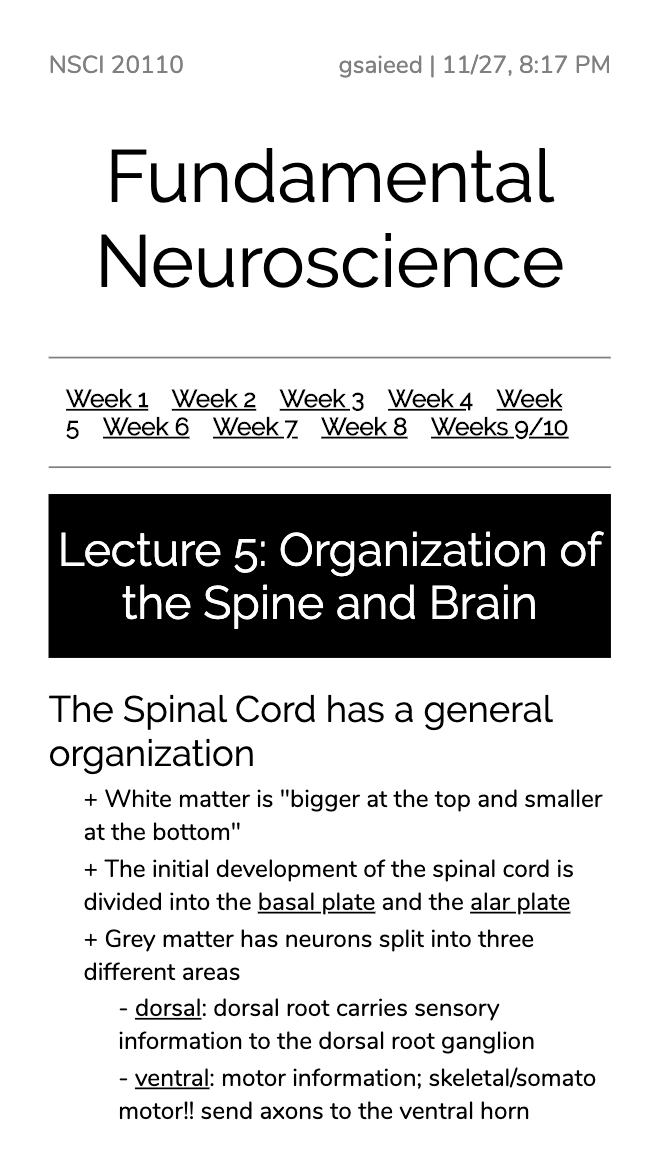 NSCI 20110 gsaieed | 11/27, 8:17 PM
Fundamental
Neuroscience
Week 1 Week 2 Week 3 Week 4 Week
5 Week 6 Week 7 Week 8 Weeks 9/10
Lecture 5: Organization of
the Spine and Brain
The Spinal Cord has a general
organization
+ White matter is "bigger at the top and smaller
at the bottom"
+ The initial development of the spinal cord is
divided into the basal plate and the alar plate
+ Grey matter has neurons split into three
different areas
- dorsal: dorsal root carries sensory
information to the dorsal root ganglion
- ventral: motor information; skeletal/somato
motor!! send axons to the ventral horn